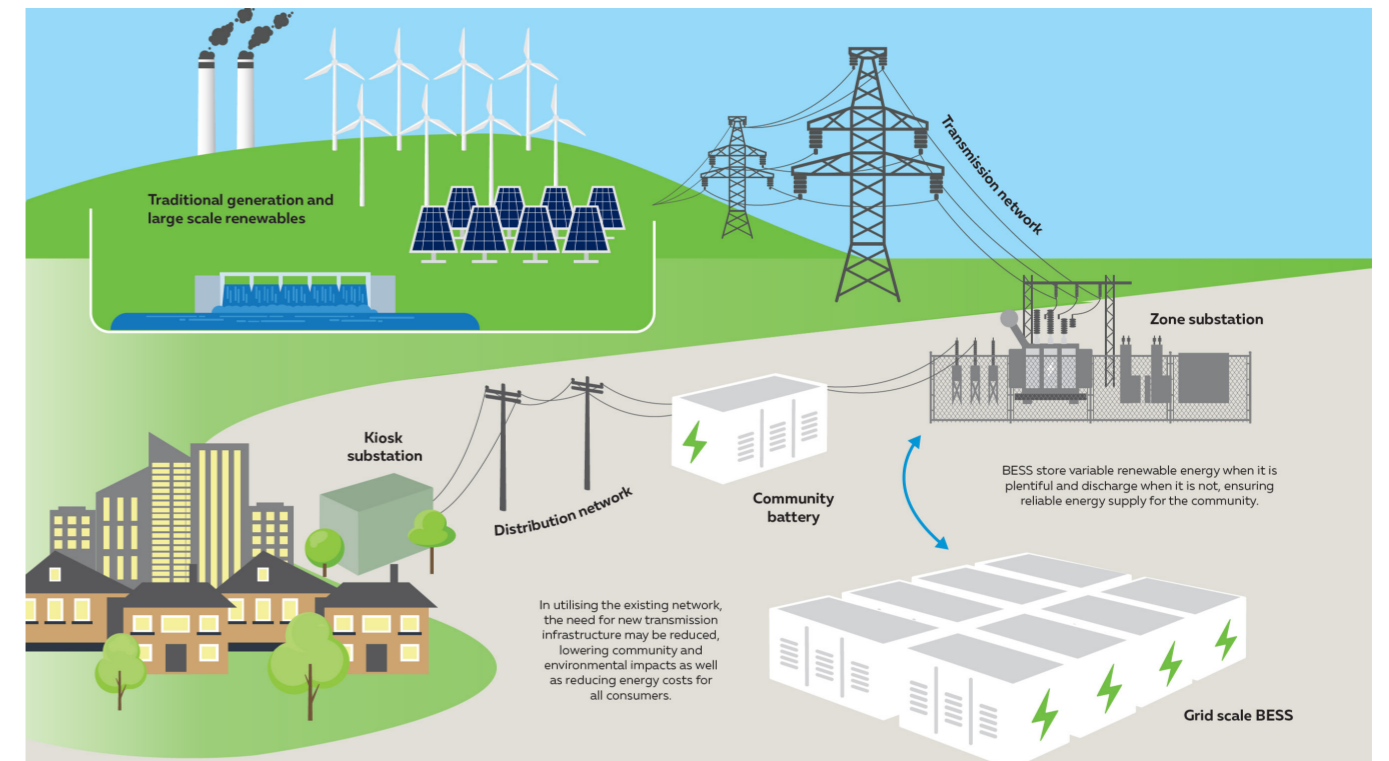 Traditional generation and
large scale renewables
Transmission network
Zone substation
Kiosk
substation
Distribution network
Community
battery
BESS store variable renewable energy when it is
plentiful and discharge when it is not, ensuring
reliable energy supply for the community.
In utilising the existing network,
the need for new transmission
infrastructure may be reduced,
lowering community and
environmental impacts as well
as reducing energy costs for
all consumers.
Grid scale BESS